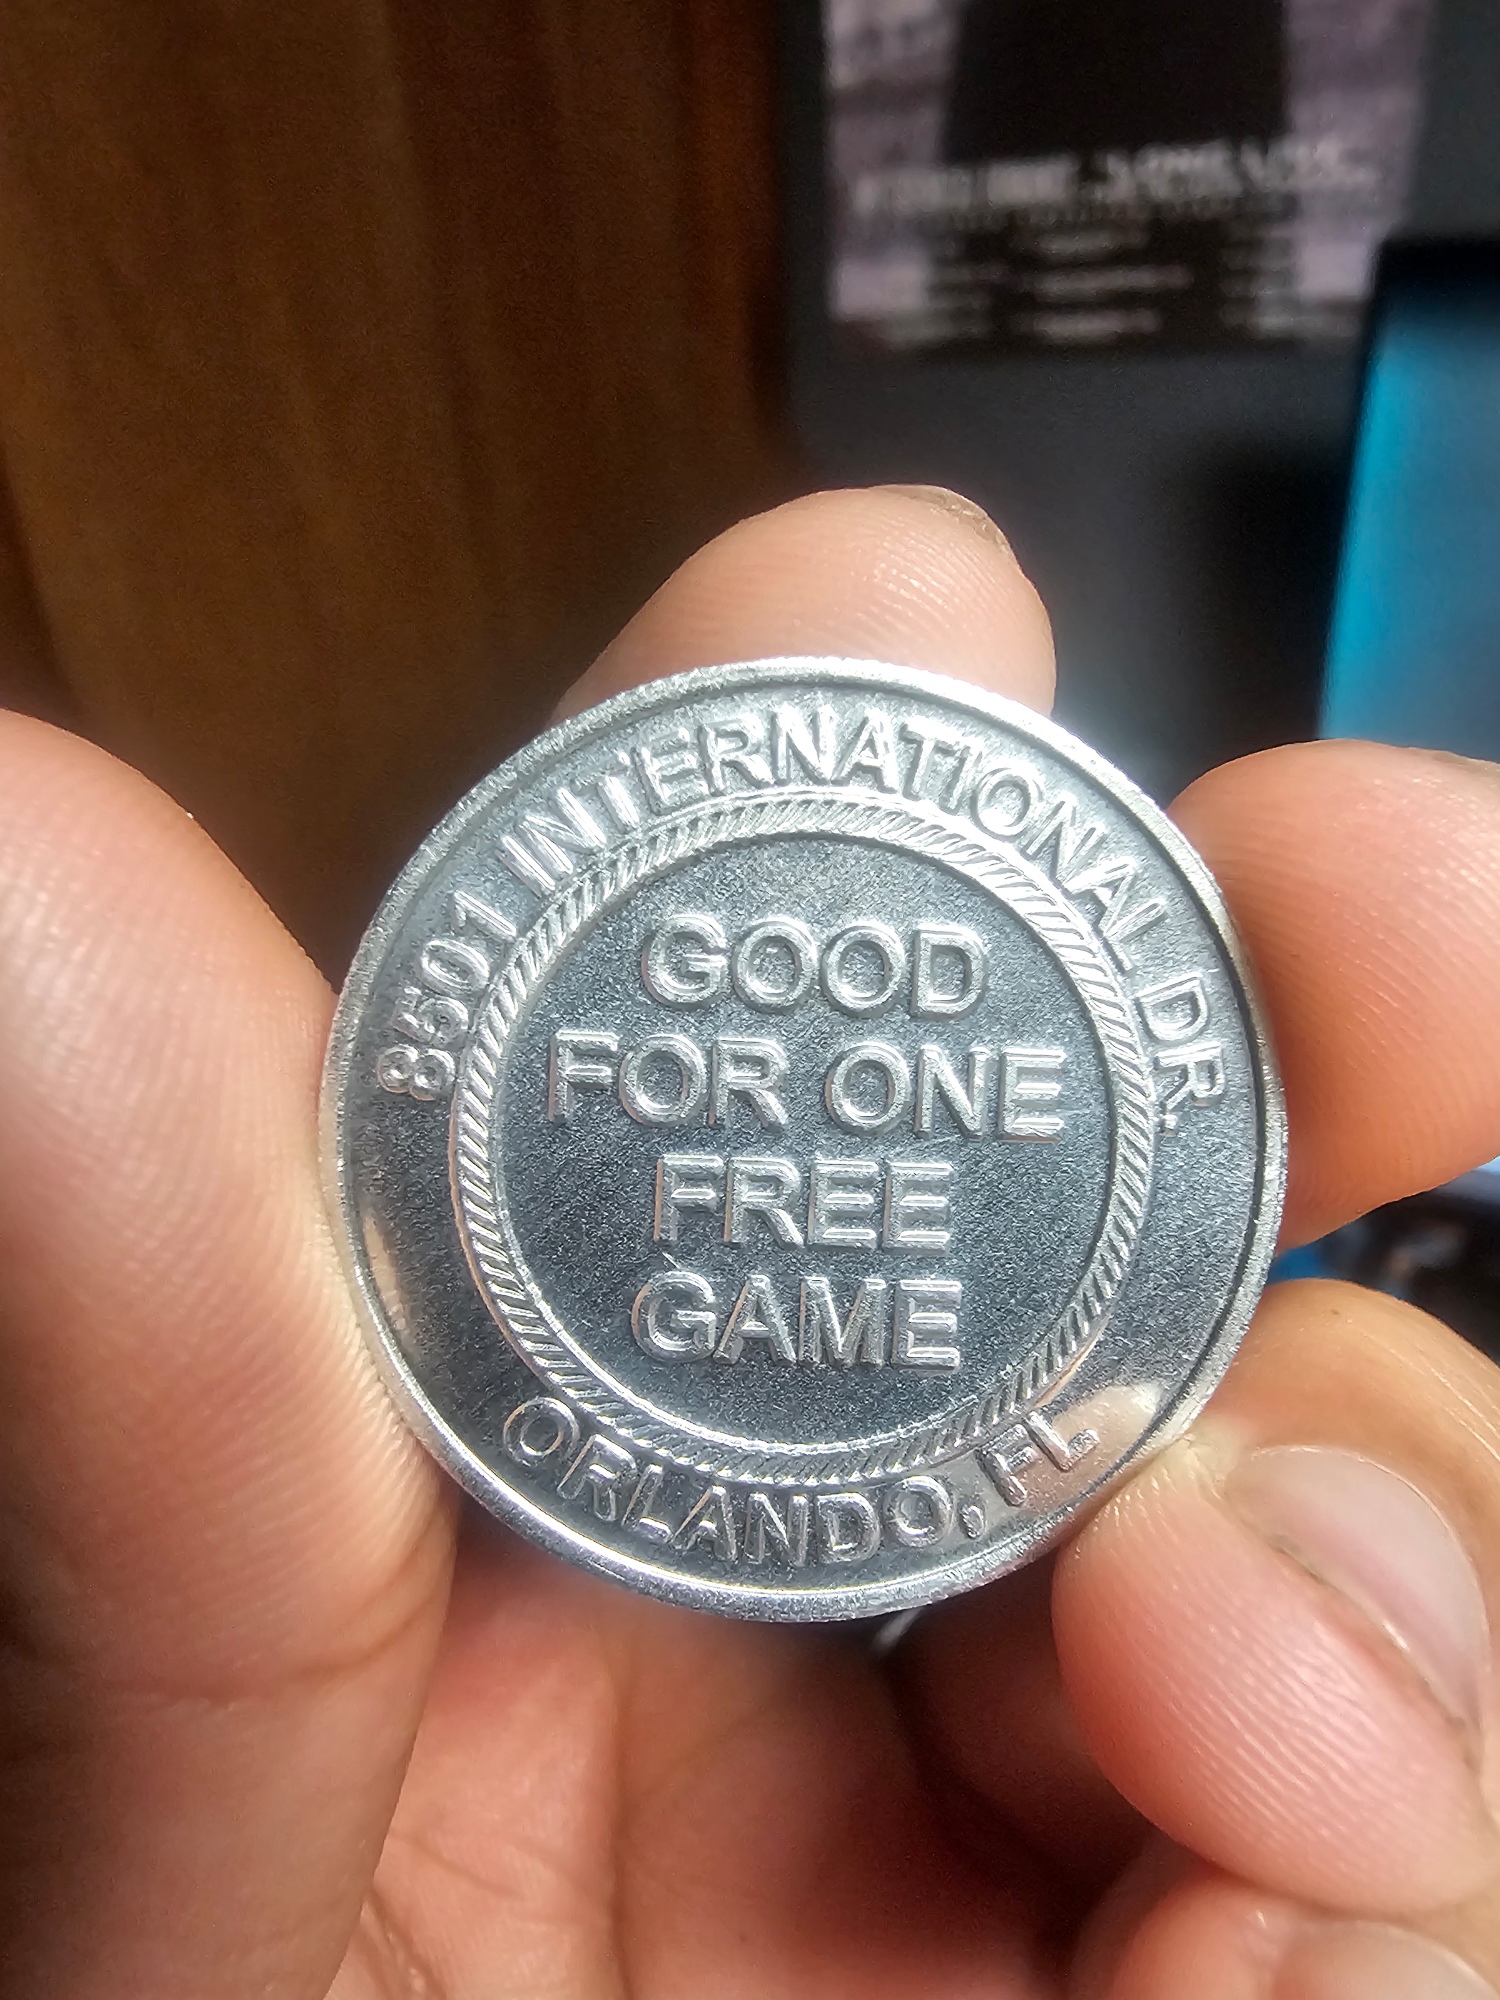 8501 INTERNATIONAL DR.
GOOD
FOR ONE
FREE
GAME
ORLANDO, FL